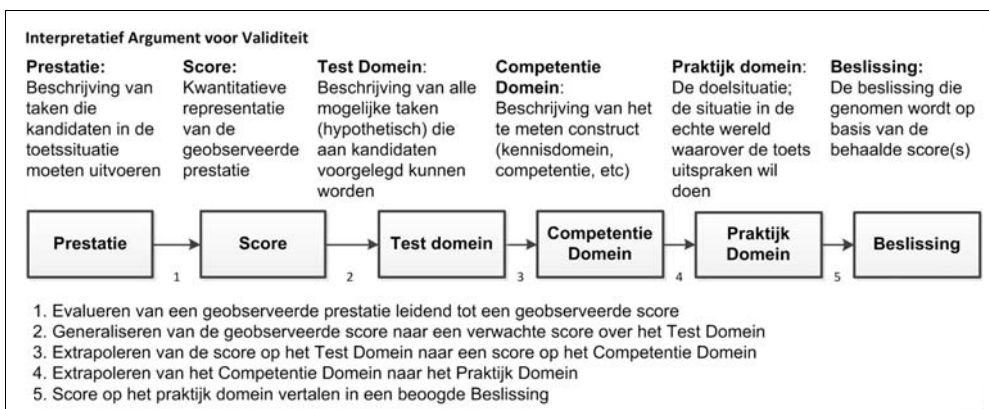 Interpretatief Argument voor Validiteit
Prestatie:
Beschrijving van
taken die
kandidaten in de
toetssituatie
moeten uitvoeren
Score:
Kwantitatieve
representatie
van de
geobserveerde
prestatie
Test Domein:
Beschrijving van alle
mogelijke taken
(hypothetisch) die
aan kandidaten
voorgelegd kunnen
worden
Competentie
Domein:
Beschrijving van het
te meten construct
(kennisdomein,
competentie, etc)
Praktijk domein:
De doelsituatie;
de situatie in de
echte wereld
waarover de toets
uitspraken wil
doen
Beslissing:
De beslissing die
genomen wordt op
basis van de
behaalde score(s)
Prestatie
1
Score
2
Test domein
3
Competentie
Domein
4
Praktijk
Domein
5
Beslissing
1. Evalueren van een geobserveerde prestatie leidend tot een geobserveerde score
2. Generaliseren van de geobserveerde score naar een verwachte score over het Test Domein
3. Extrapoleren van de score op het Test Domein naar een score op het Competentie Domein
4. Extrapoleren van het Competentie Domein naar het Praktijk Domein
5. Score op het praktijk domein vertalen in een beoogde Beslissing